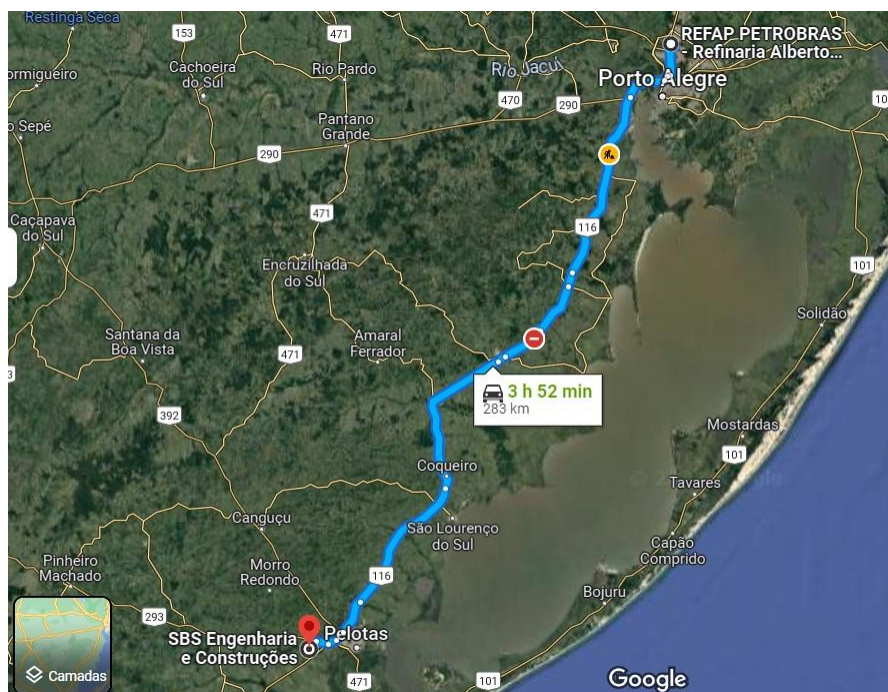 Restinga Sêca
153
471
REFAP PETROBRAS
- Refinaria Alberto...
Cachoeira
do Sul
Rio Pardo
Rio Jacuí
ormigueiro
Porto Alegre
470
290
10
o Sepé
Pantano
Grande
290
116
471
Caçapava
do Sul
Encruzilhada
do Sul
101
Solidão
Santana da
Boa Vista
Amaral
Ferrador
471
3
3 h 52 min
283 km
392
Mostardas
101
Coqueiro
Tavares
Canguçu
São Lourenço
do Sul
Capão
Comprido
Pinheiro
Machado
Morro
Redondo
116
Bojuru
293
SBS Engenharia
e Construções
Pelotas
Camadas
471
101
Google